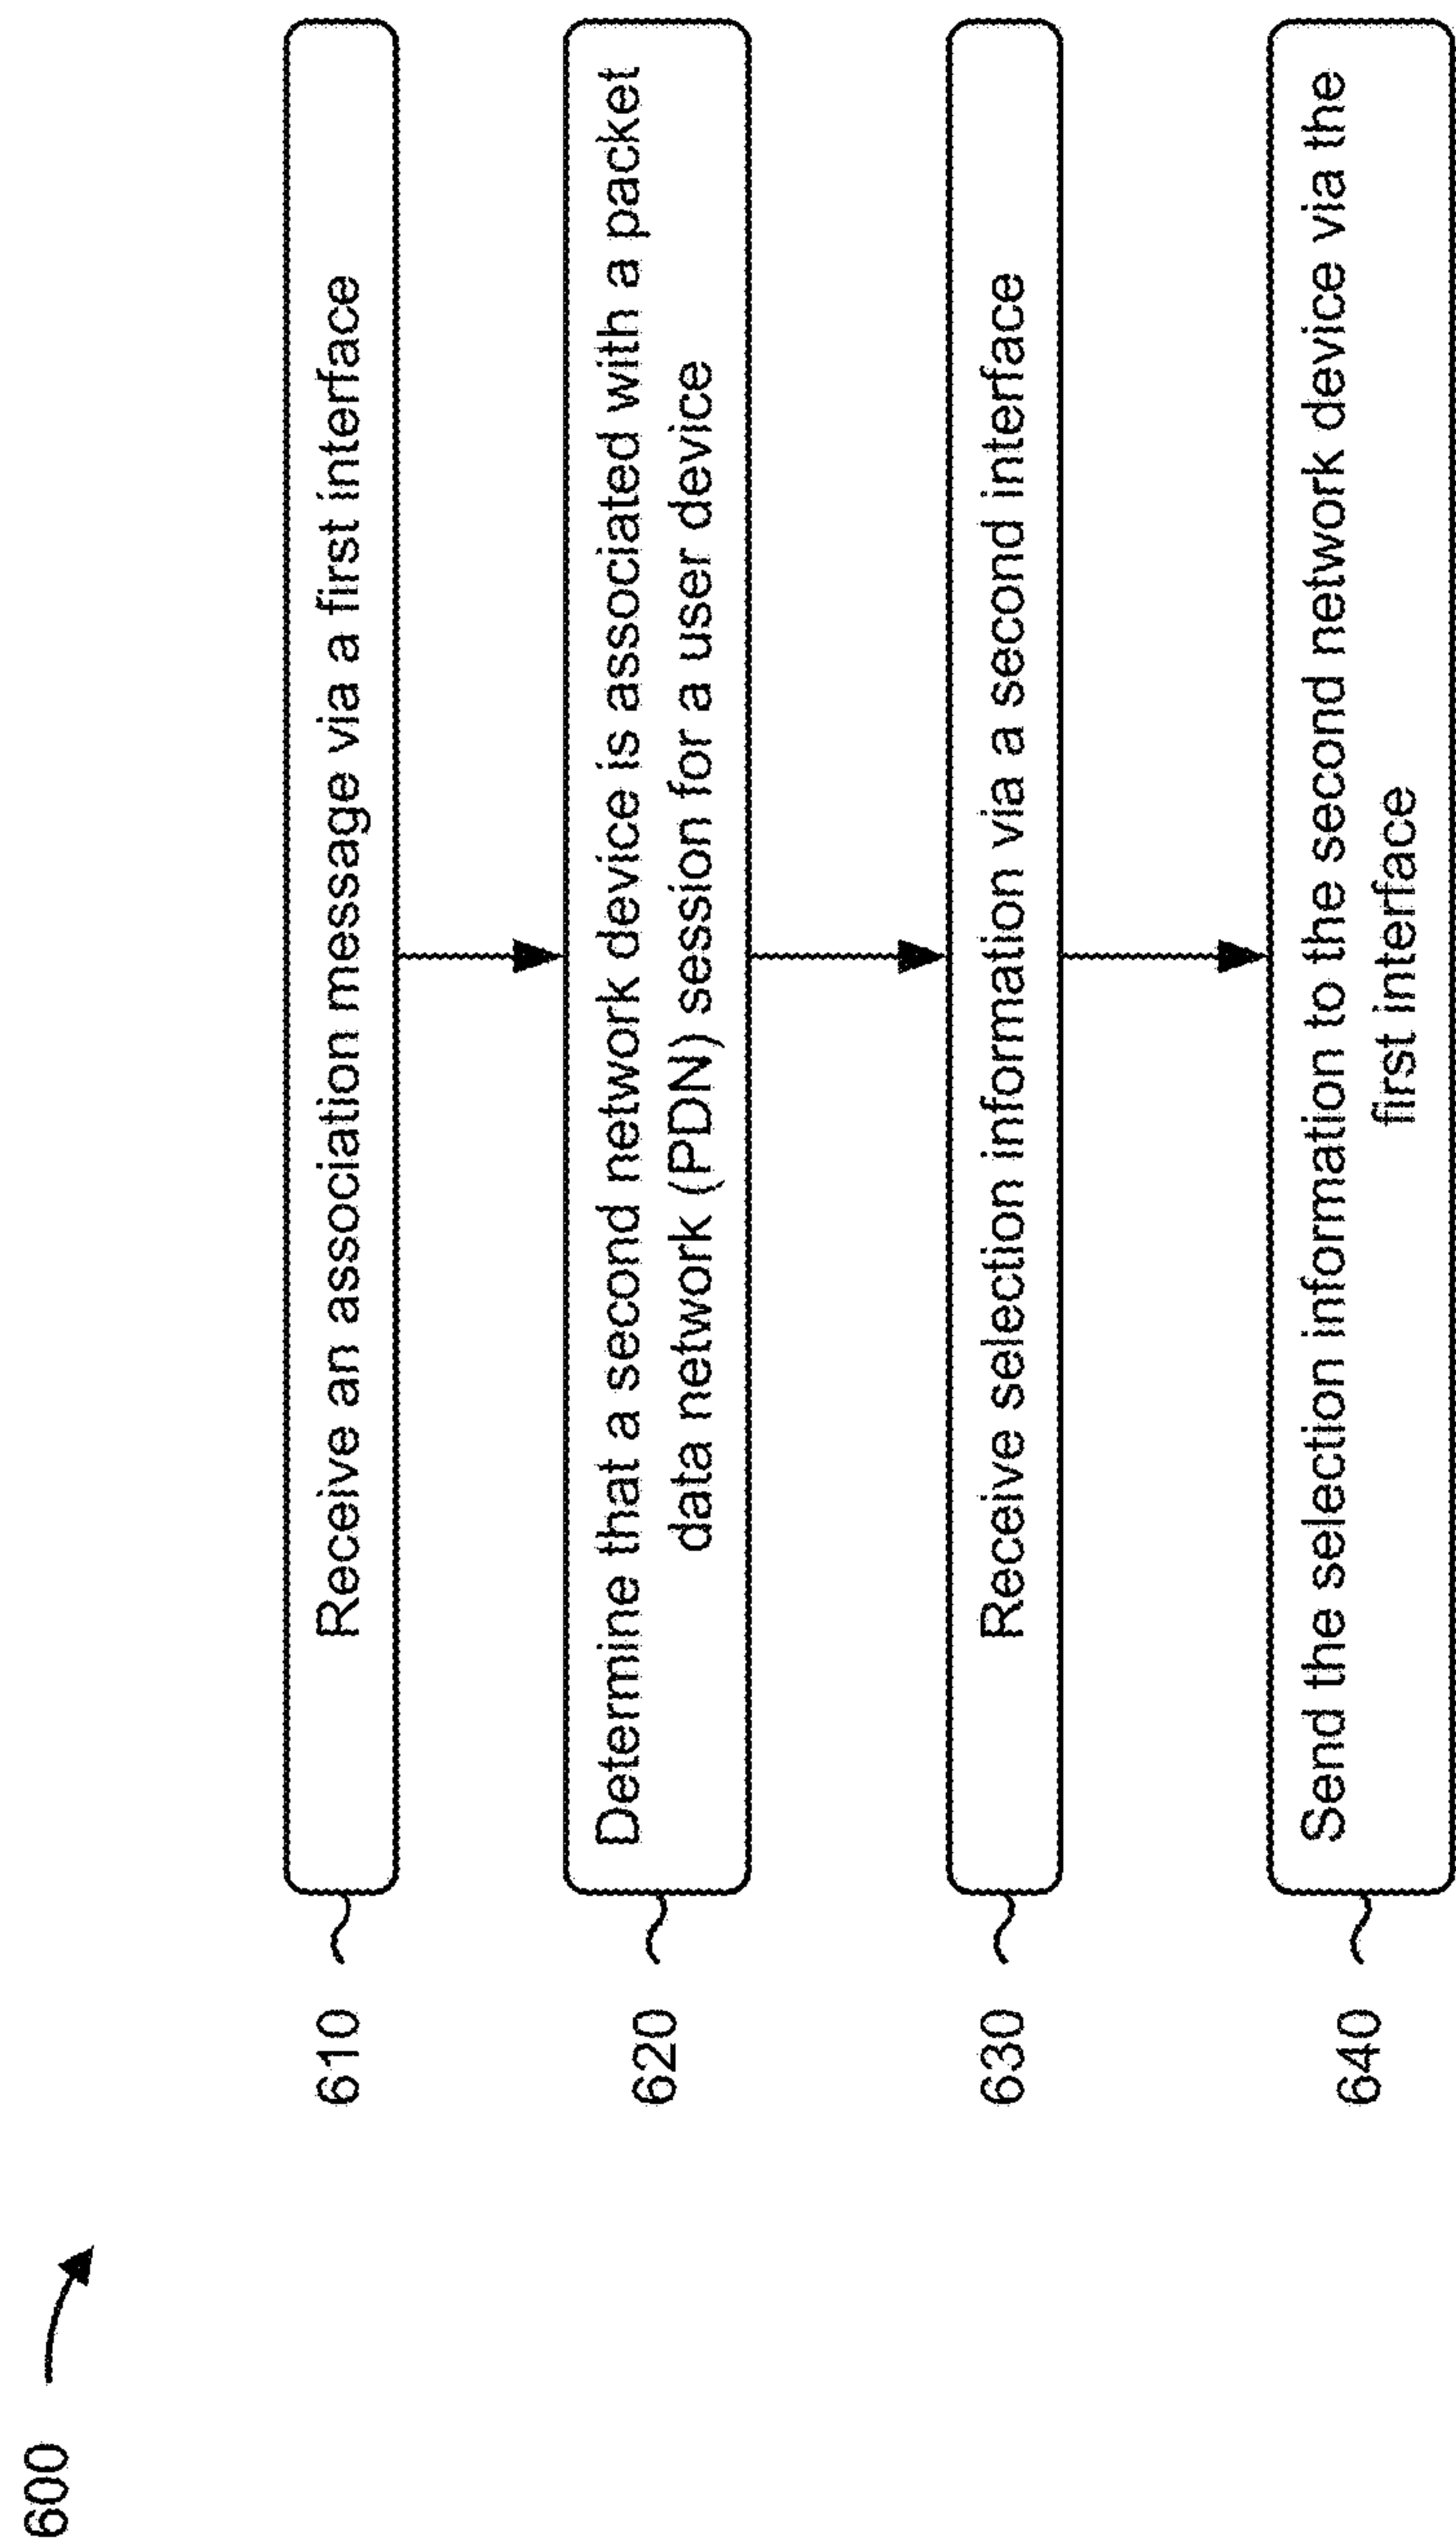 600
610
Receive an association message via a first interface
620
Determine that a second network device is associated with a packet
data network (PDN) session for a user device
630
Receive selection information via a second interface
640
Send the selection information to the second network device via the
first interface